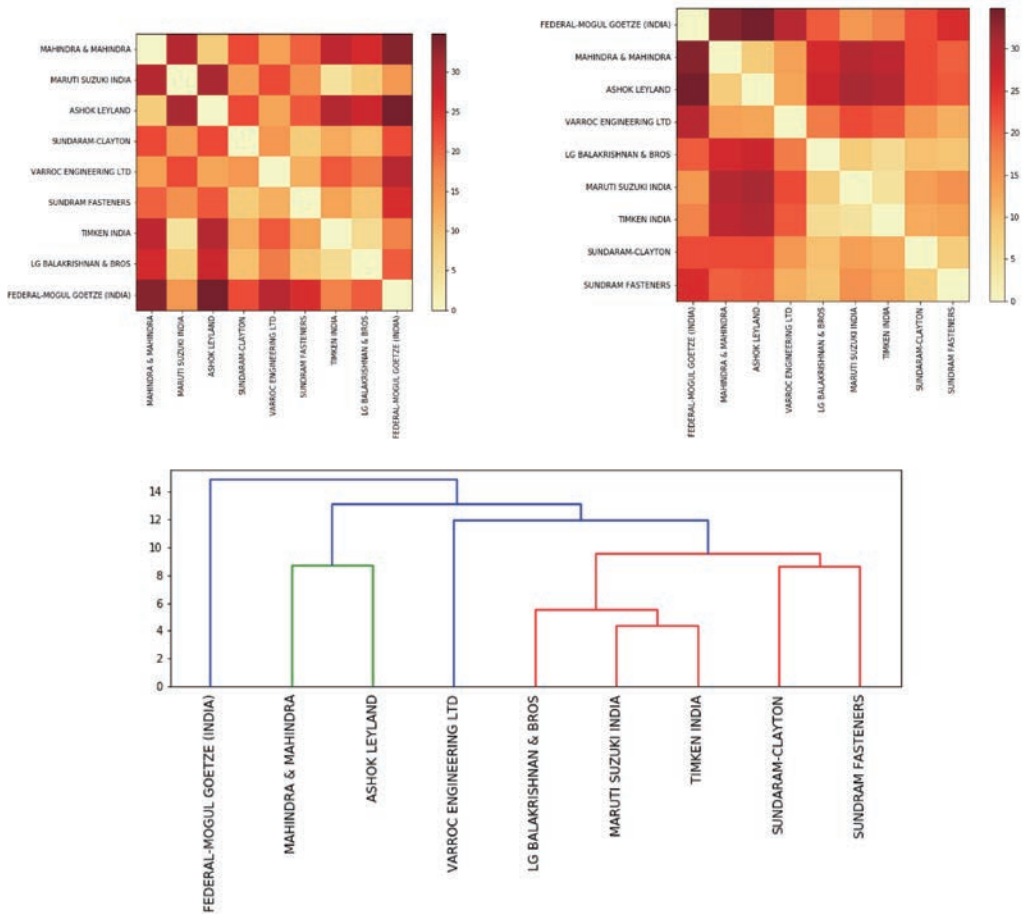 MAHINDRA & MAHINDRA
MARUTI SUZUKI INDIA
ASHOK LEYLAND
SUNDARAM-CLAYTON
VARROC ENGINEERING LTD
SUNDRAM FASTENERS
TIMKEN INDIA
LG BALAKRISHNAN & BROS
FEDERAL-MOGUL GOETZE (INDIA)
MAHINDRA & MAHINDRA
MARUTI SUZUKI INDIA
ASHOK LEYLAND
SUNDARAM-CLAYTON
VARROC ENGINEERING LTD
SUNDRAM FASTENERS
TIMKEN INDIA
LG BALAKRISHNAN & BROS
FEDERAL-MOGUL GOETZE (INDIA)
30
25
20
15
10
5
0
FEDERAL-MOGUL GOETZE (INDIA)
MAHINDRA & MAHINDRA
ASHOK LEYLAND
VARROC ENGINEERING LTD
LG BALAKRISHNAN & BROS
MARUTI SUZUKI INDIA
TIMKEN INDIA
SUNDARAM-CLAYTON
SUNDRAM FASTENERS
FEDERAL-MOGUL GOETZE (INDIA)
MAHINDRA & MAHINDRA
ASHOK LEYLAND
VARROC ENGINEERING LTD
LG BALAKRISHNAN & BROS
MARUTI SUZUKI INDIA
TIMKEN INDIA
SUNDARAM-CLAYTON
SUNDRAM FASTENERS
30
25
20
15
10
5
0
14
12
10
8
6
4
2
0
FEDERAL-MOGUL GOETZE (INDIA)
MAHINDRA & MAHINDRA
ASHOK LEYLAND
VARROC ENGINEERING LTD
LG BALAKRISHNAN & BROS
MARUTI SUZUKI INDIA
TIMKEN INDIA
SUNDARAM-CLAYTON
SUNDRAM FASTENERS